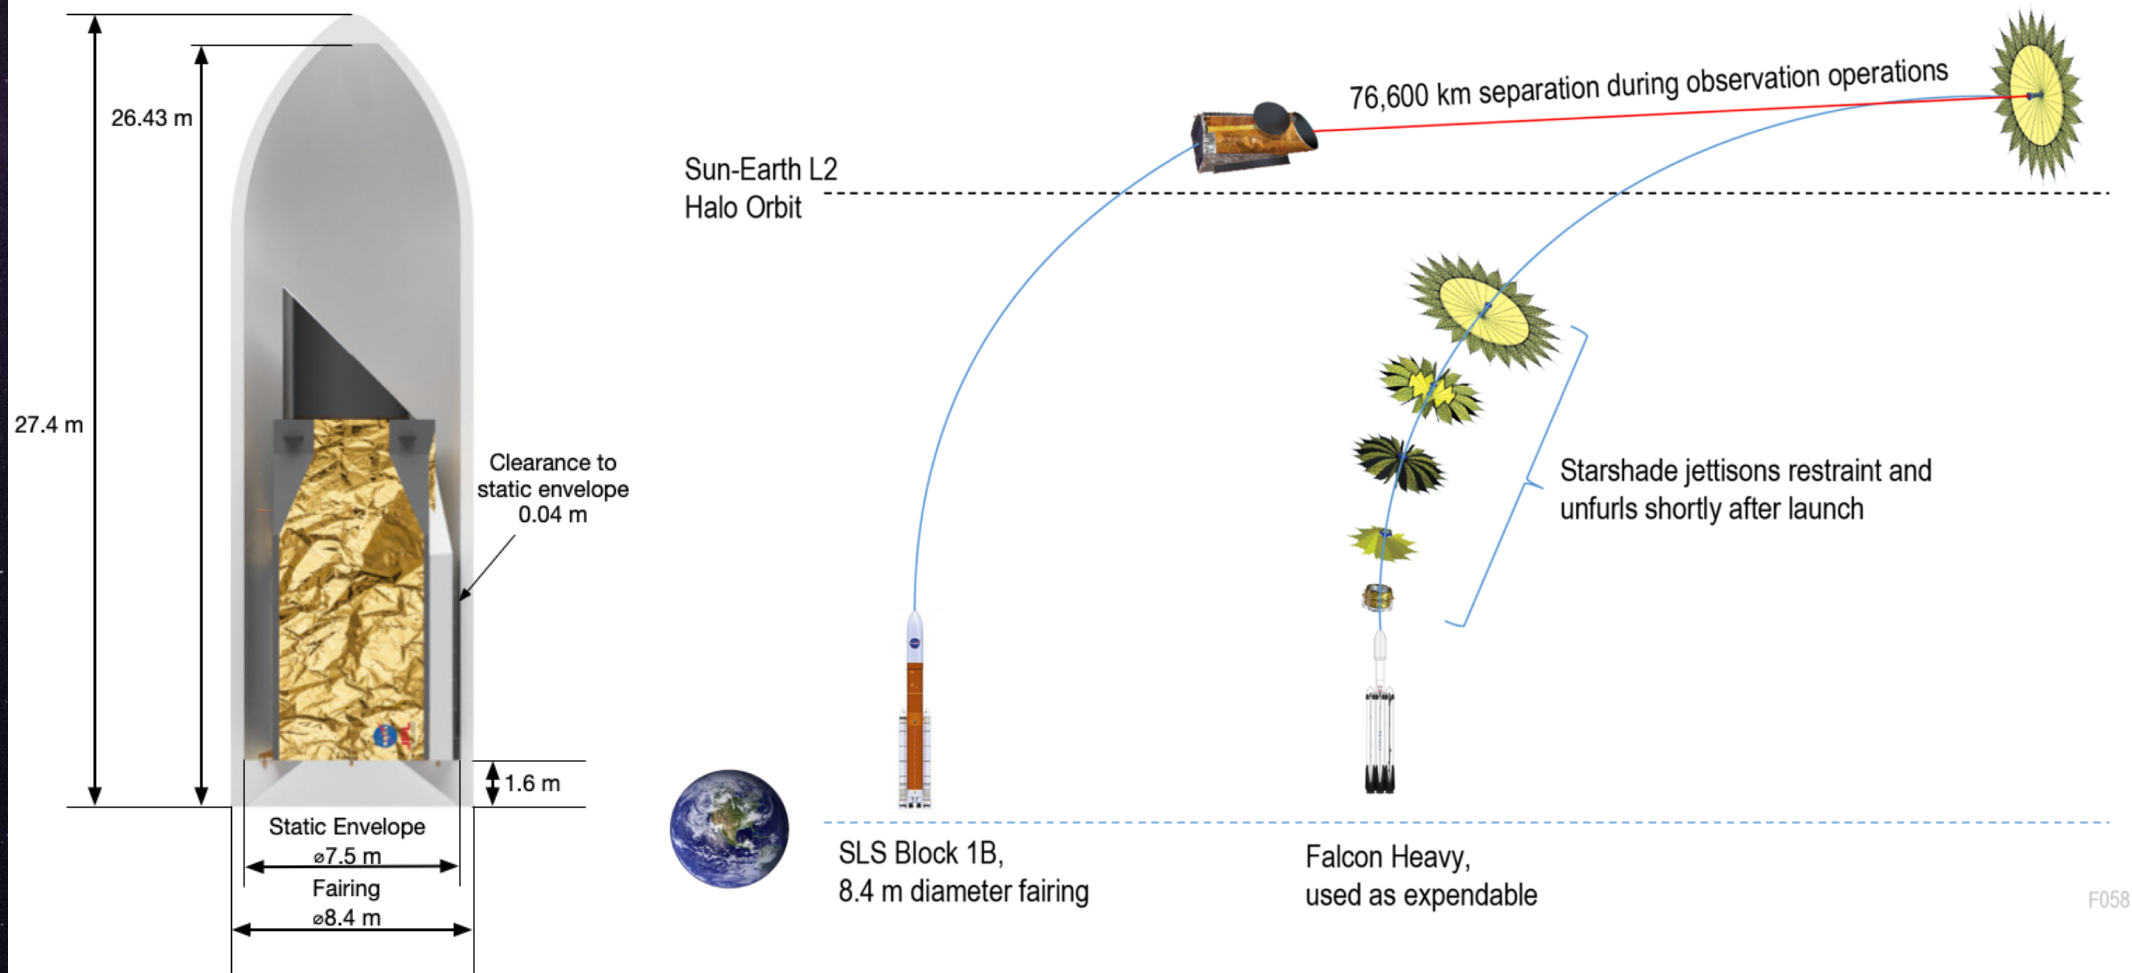 26.43 m
27.4 m
Clearance to
static envelope
0.04 m
1.6 m
Static Envelope
⌀7.5 m
Fairing
⌀8.4 m
76,600 km separation during observation operations
Sun-Earth L2
Halo Orbit
Starshade jettisons restraint and
unfurls shortly after launch
SLS Block 1B,
8.4 m diameter fairing
Falcon Heavy,
used as expendable
F058